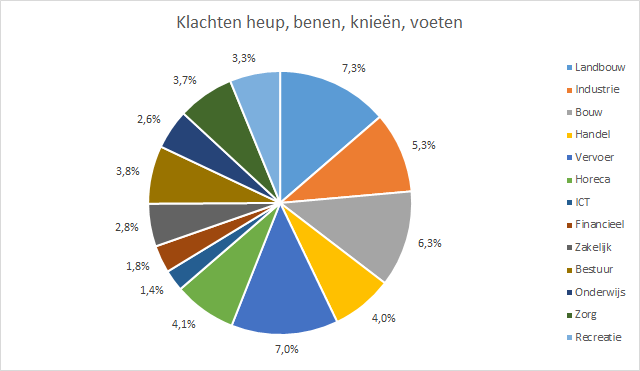 Klachten heup, benen, knieën, voeten
7,3%
5,3%
6,3%
4,0%
7,0%
4,1%
1,4%
1,8%
2,8%
3,8%
2,6%
3,7%
3,3%
Landbouw
Industrie
Bouw
Handel
Vervoer
Horeca
ICT
Financieel
Zakelijk
Bestuur
Onderwijs
Zorg
Recreatie